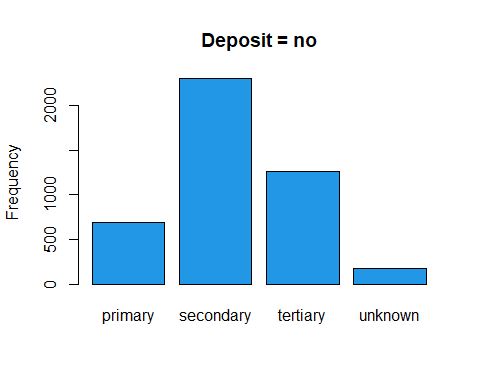 Deposit = no
Frequency
2000
1000
500
0
primary secondary tertiary unknown